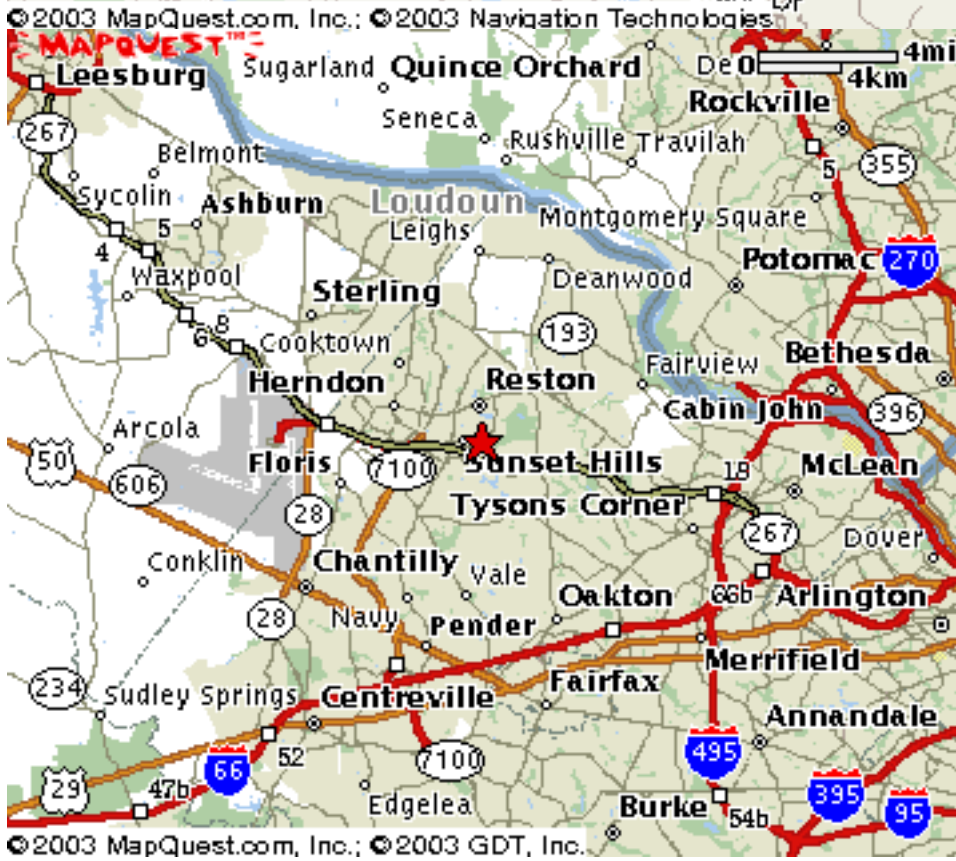 ©2003 MapQuest.com, Inc.; ©2003 Navigation Technologies
MAPQUEST™
Leesburg
Sugarland
Quince Orchard
De
0
4mi
4km
Rockville
267
Seneca
Rushville
Travilah
Belmont
5
355
Sycolin
Ashburn
Loudoun
Montgomery Square
4
5
Leighs
Potomac
270
Waxpool
Deanwood
Sterling
6
8
Cooktown
193
Fairview
Bethesda
Herndon
Reston
Cabin John
396
Arcola
50
Floris
7100
Sunset Hills
19
McLean
606
28
Tysons Corner
267
Dover
Conklin
Chantilly
Vale
28
Navy
Oakton
66b
Arlington
Pender
Merrifield
234
Sudley Springs
Centreville
Fairfax
Annandale
66
52
7100
495
29
47b
Edgelea
Burke
54b
395
95
©2003 MapQuest.com, Inc.; ©2003 GDT, Inc.